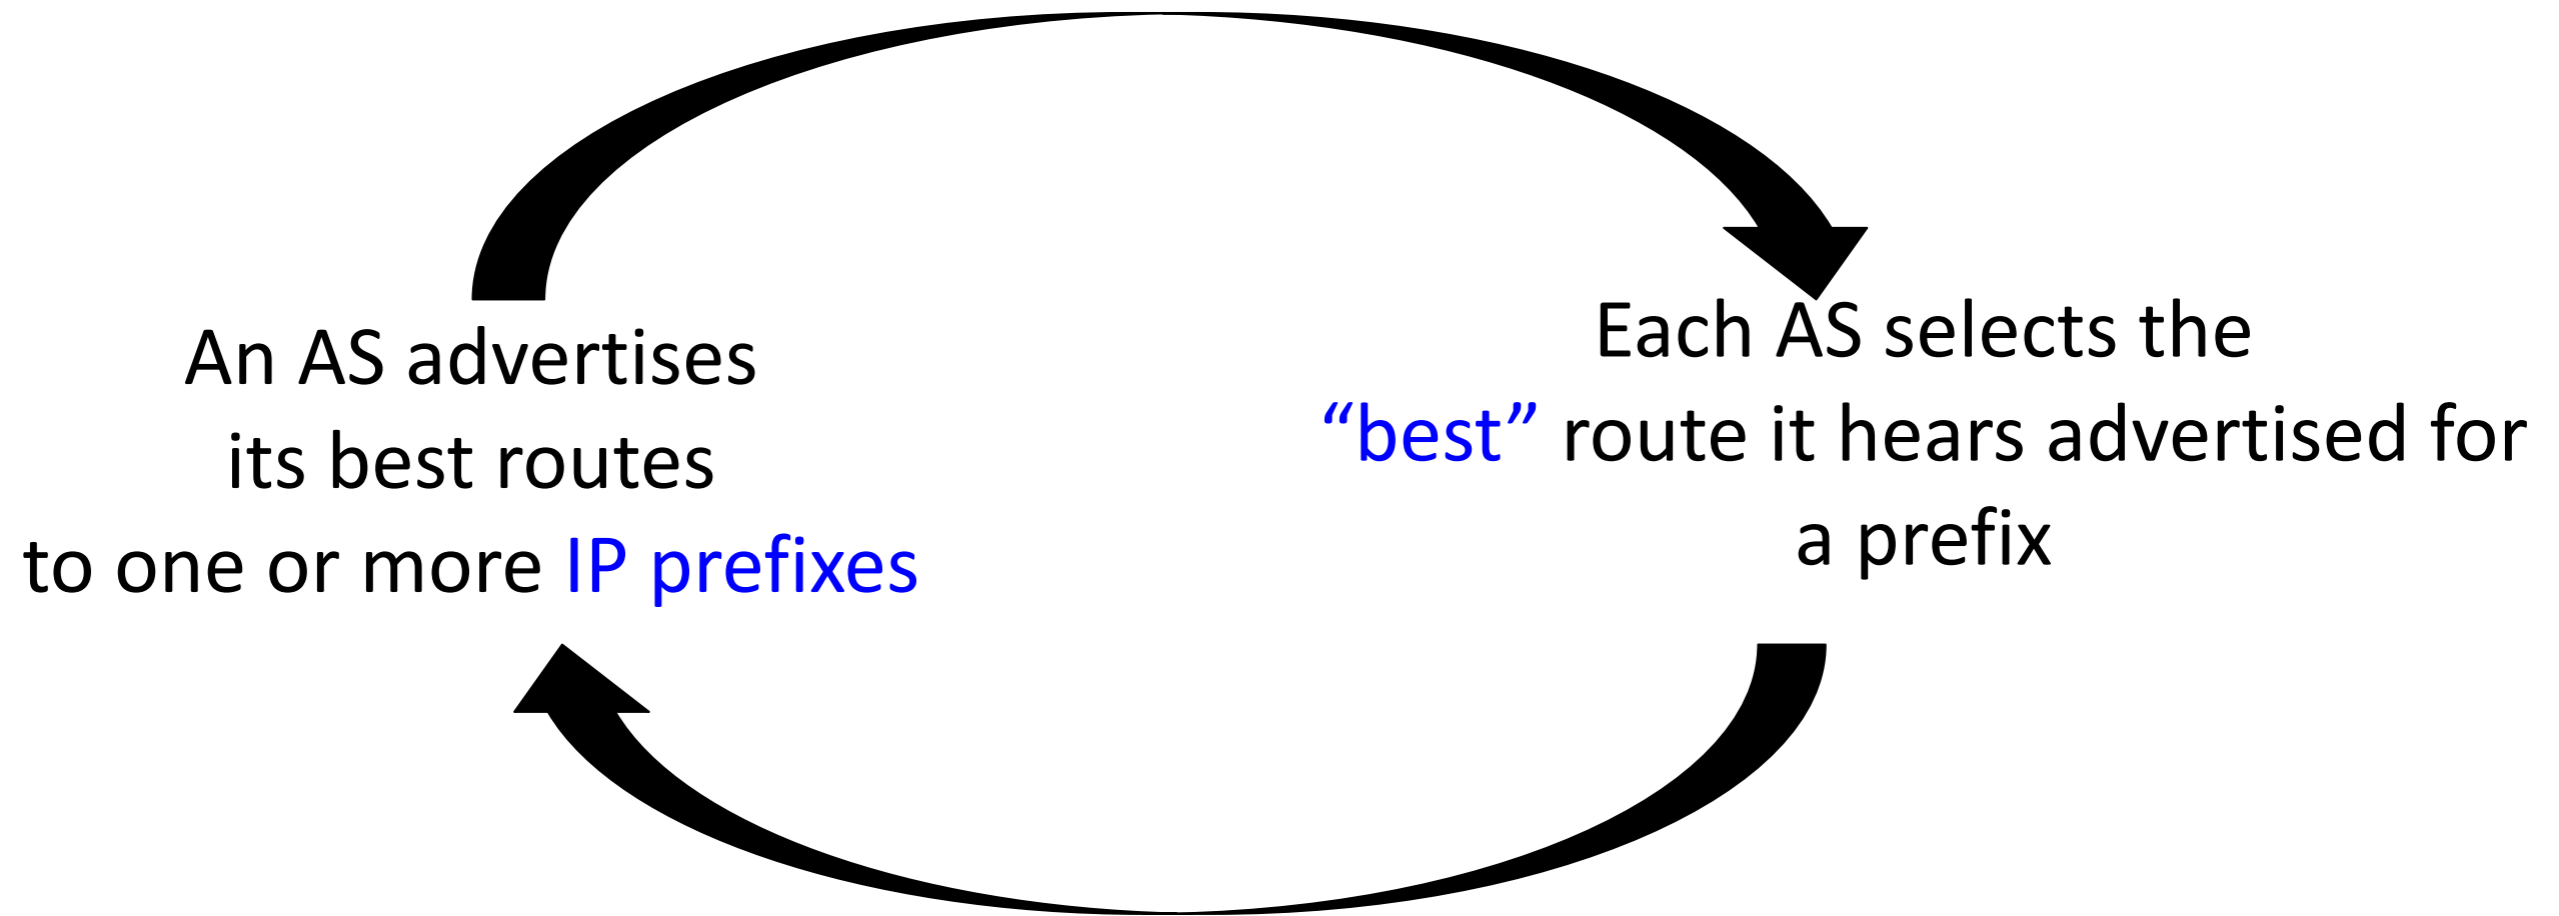 An AS advertises
its best routes
to one or more IP prefixes
Each AS selects the
“best” route it hears advertised for
a prefix